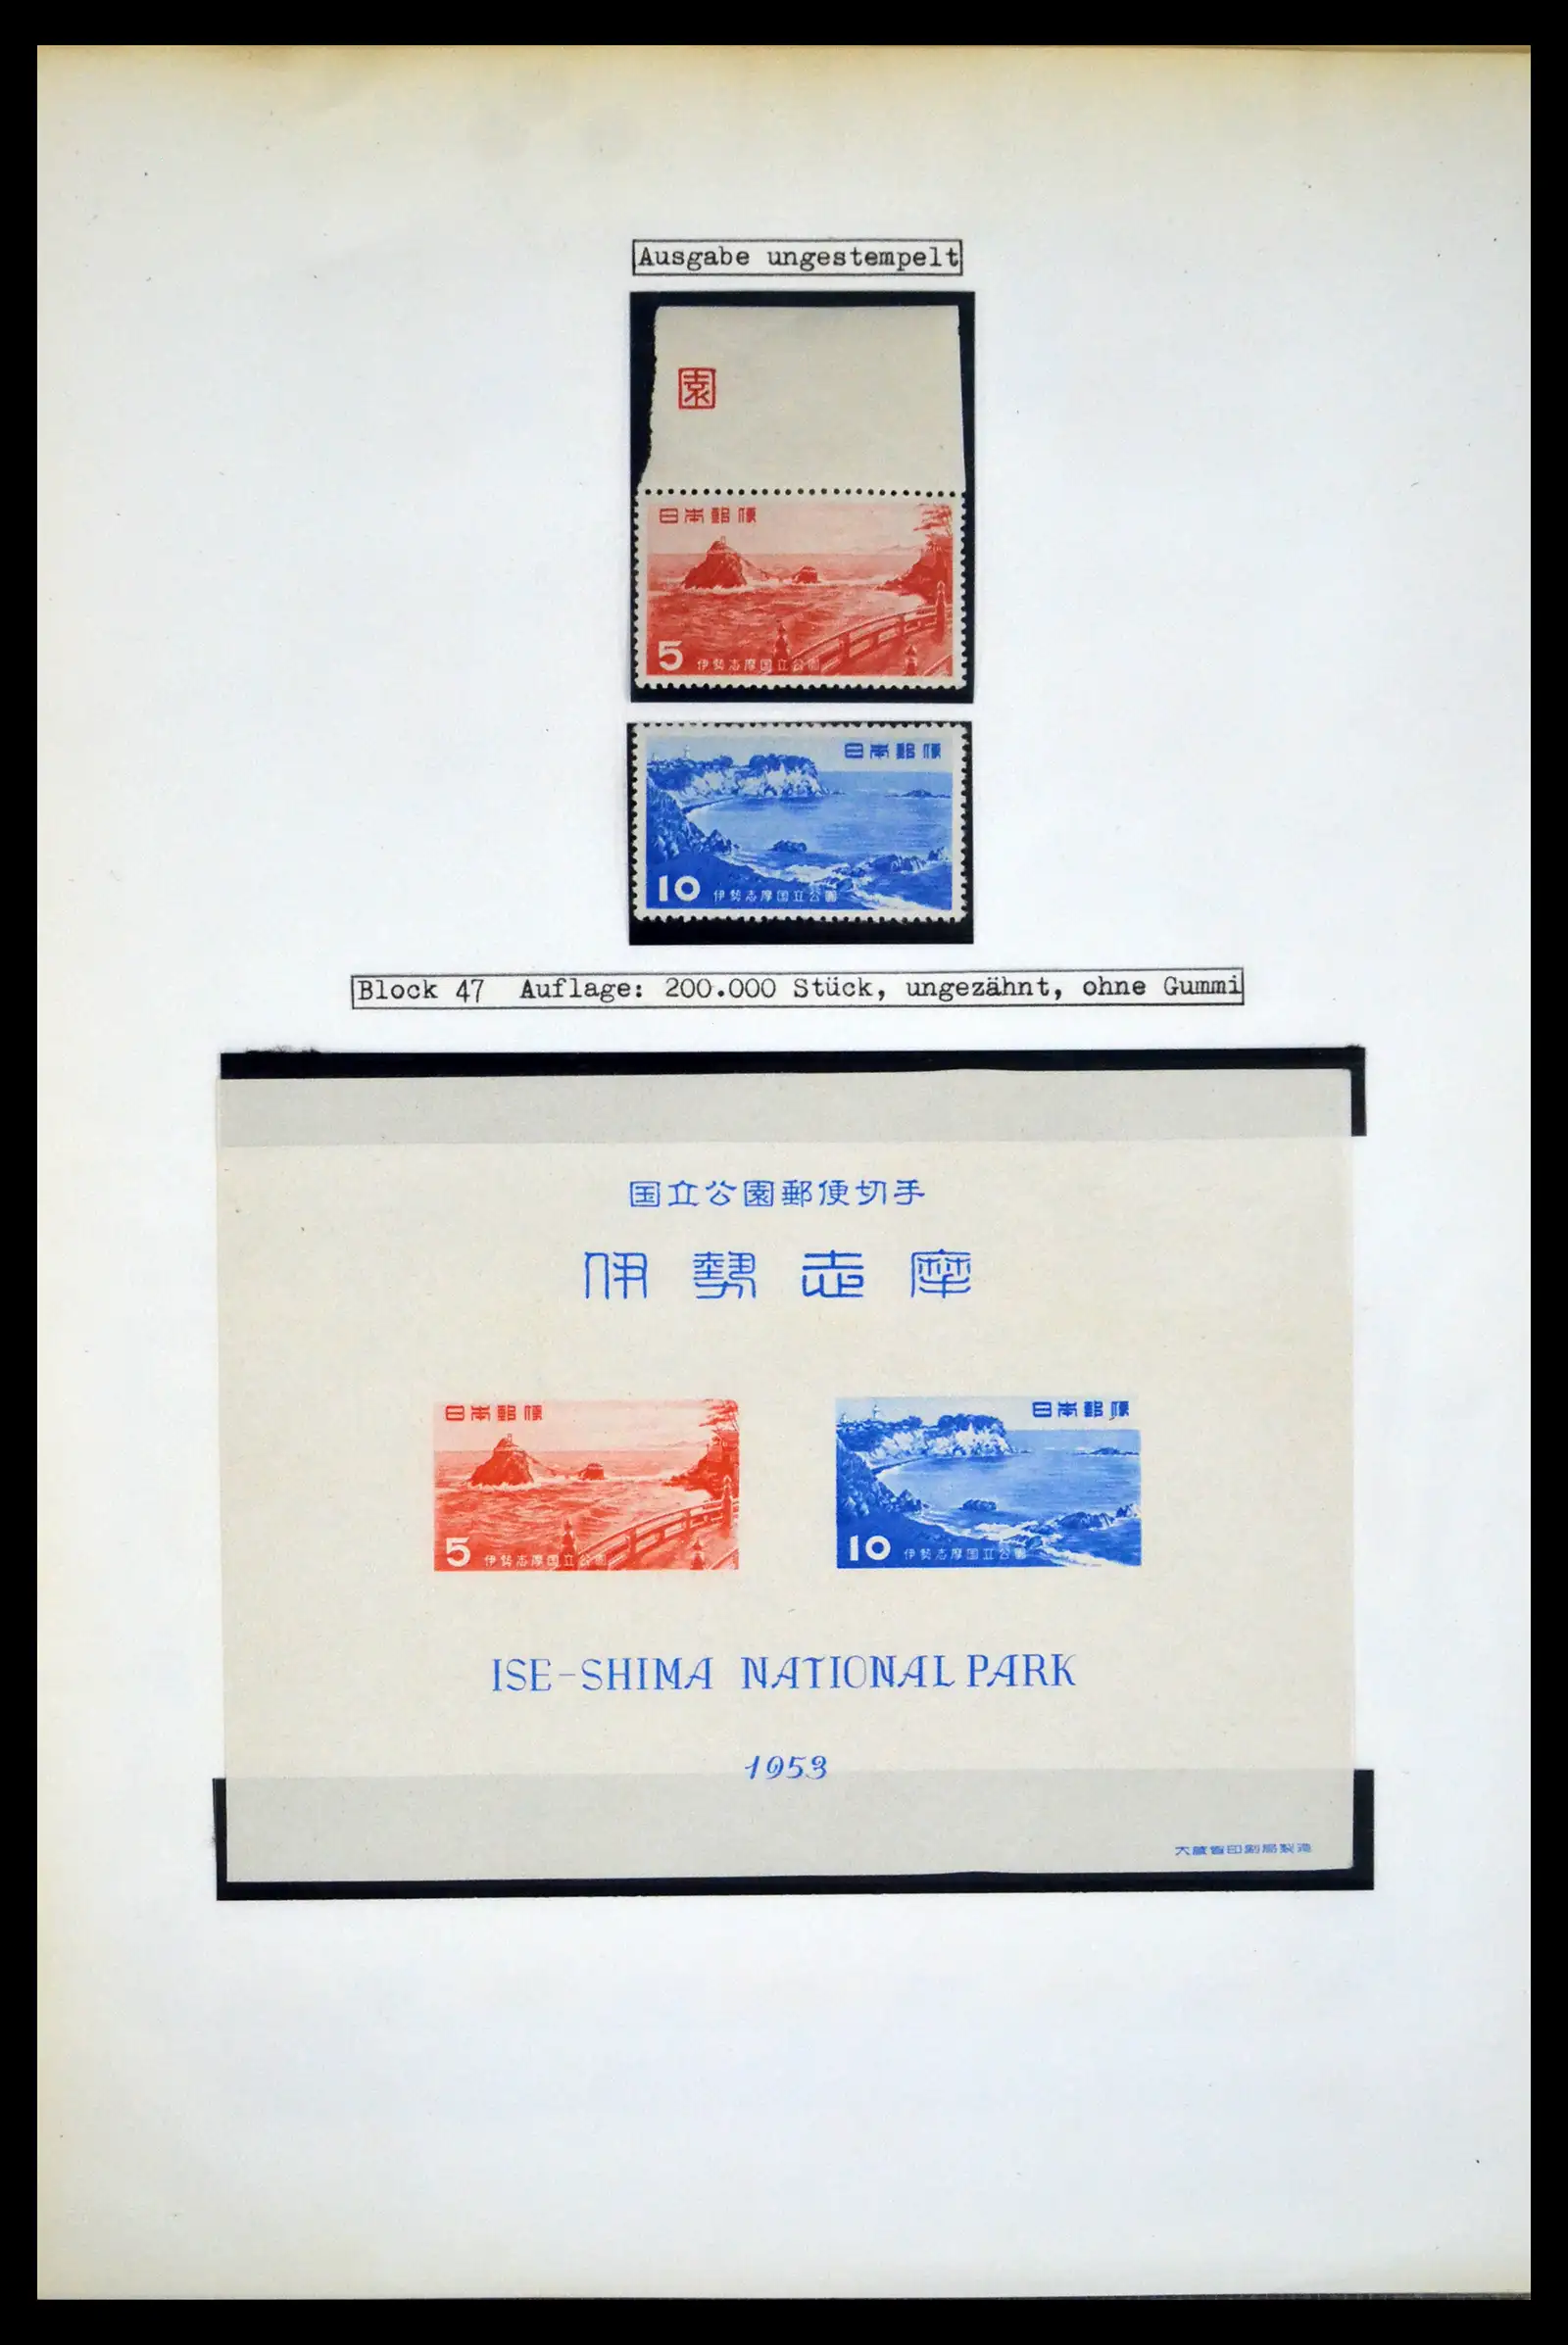 Ausgabe ungestempelt
園
日本郵便
5 伊勢志摩国立公園
日本郵便
10 伊勢志摩国立公園
Block 47 Auflage: 200.000 Stück, ungezähnt, ohne Gummi
国立公園郵便切手
伊勢志摩
日本郵便
5 伊勢志摩国立公園
日本郵便
10 伊勢志摩国立公園
ISE-SHIMA NATIONAL PARK
1953
大蔵省印刷局製造